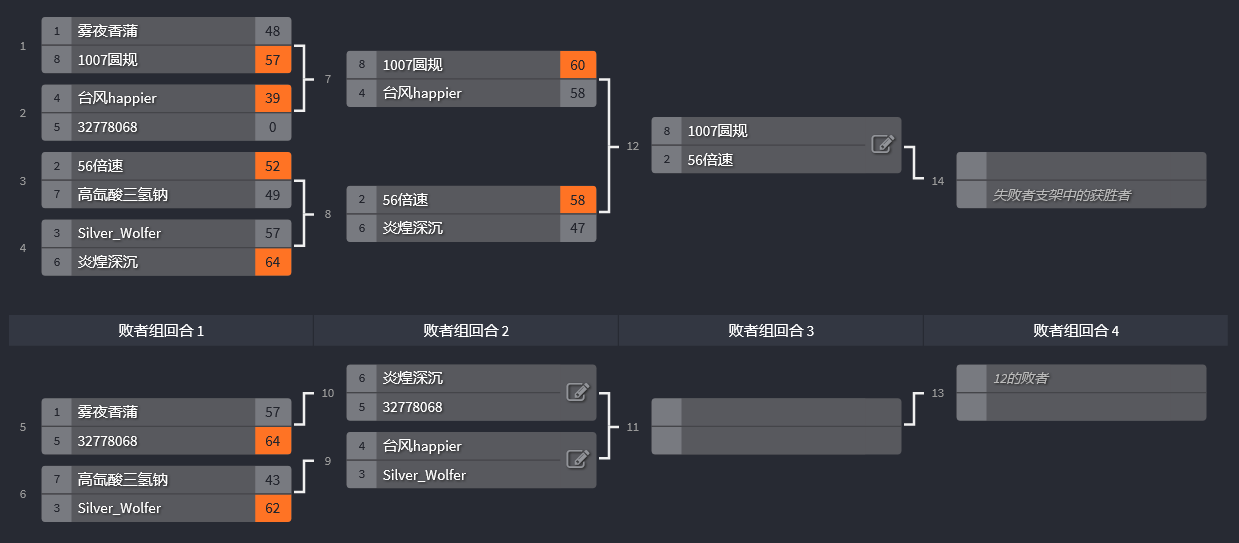 1
1 雾夜香蒲 48
8 1007圆规 57
2
4 台风happier 39
5 32778068 0
3
2 56倍速 52
7 高氙酸三氢钠 49
4
3 Silver_Wolfer 57
6 炎煌深沉 64
7
8 1007圆规 60
4 台风happier 58
8
2 56倍速 58
6 炎煌深沉 47
12
8 1007圆规
2 56倍速
14
失败者支架中的获胜者
败者组回合 1 败者组回合 2 败者组回合 3 败者组回合 4
5
1 雾夜香蒲 57
5 32778068 64
6
7 高氙酸三氢钠 43
3 Silver_Wolfer 62
10
6 炎煌深沉
5 32778068
9
4 台风happier
3 Silver_Wolfer
11
13
12的败者